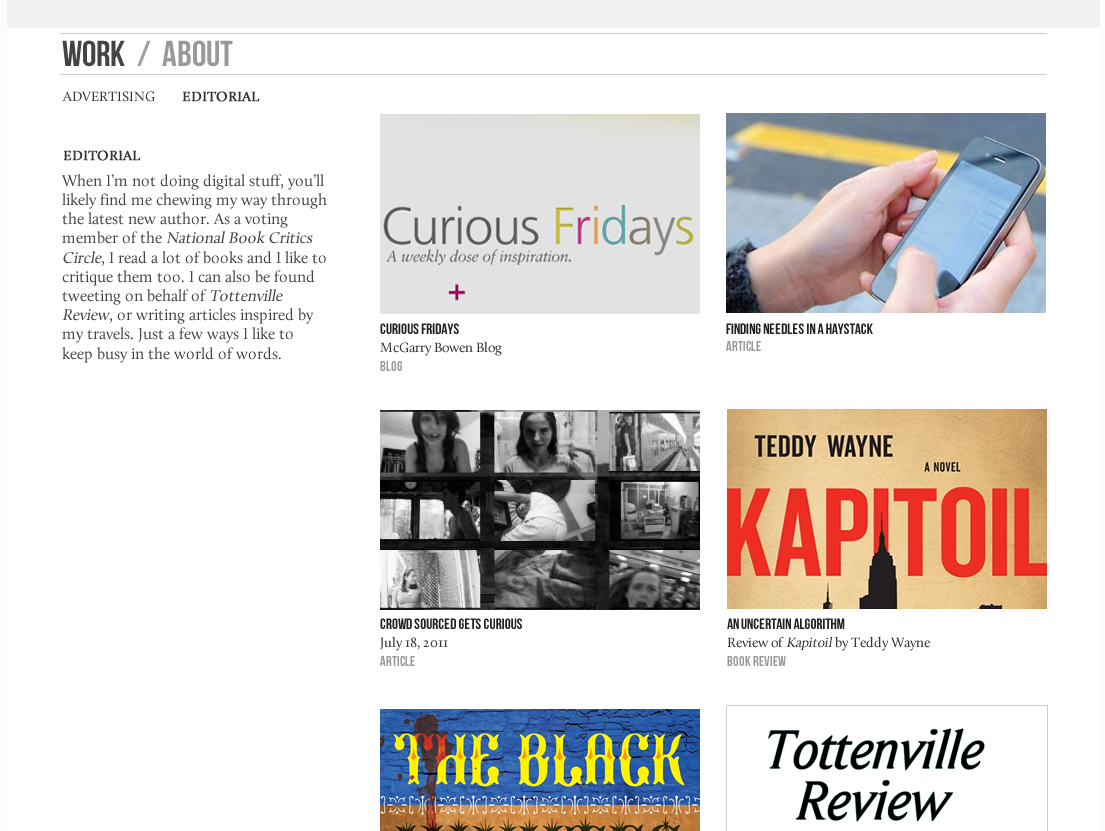 WORK / ABOUT
ADVERTISING EDITORIAL
EDITORIAL
When I'm not doing digital stuff, you'll
likely find me chewing my way through
the latest new author. As a voting
member of the National Book Critics
Circle, I read a lot of books and I like to
critique them too. I can also be found
tweeting on behalf of Tottenville
Review, or writing articles inspired by
my travels. Just a few ways I like to
keep busy in the world of words.
Curious Fridays
A weekly dose of inspiration.
+
CURIOUS FRIDAYS
McGarry Bowen Blog
BLOG
FINDING NEEDLES IN A HAYSTACK
ARTICLE
CROWD SOURCED GETS CURIOUS
July 18, 2011
ARTICLE
TEDDY WAYNE
A NOVEL
KAPITOIL
AN UNCERTAIN ALGORITHM
Review of Kapitoil by Teddy Wayne
BOOK REVIEW
THE BLACK
Tottenville
Review